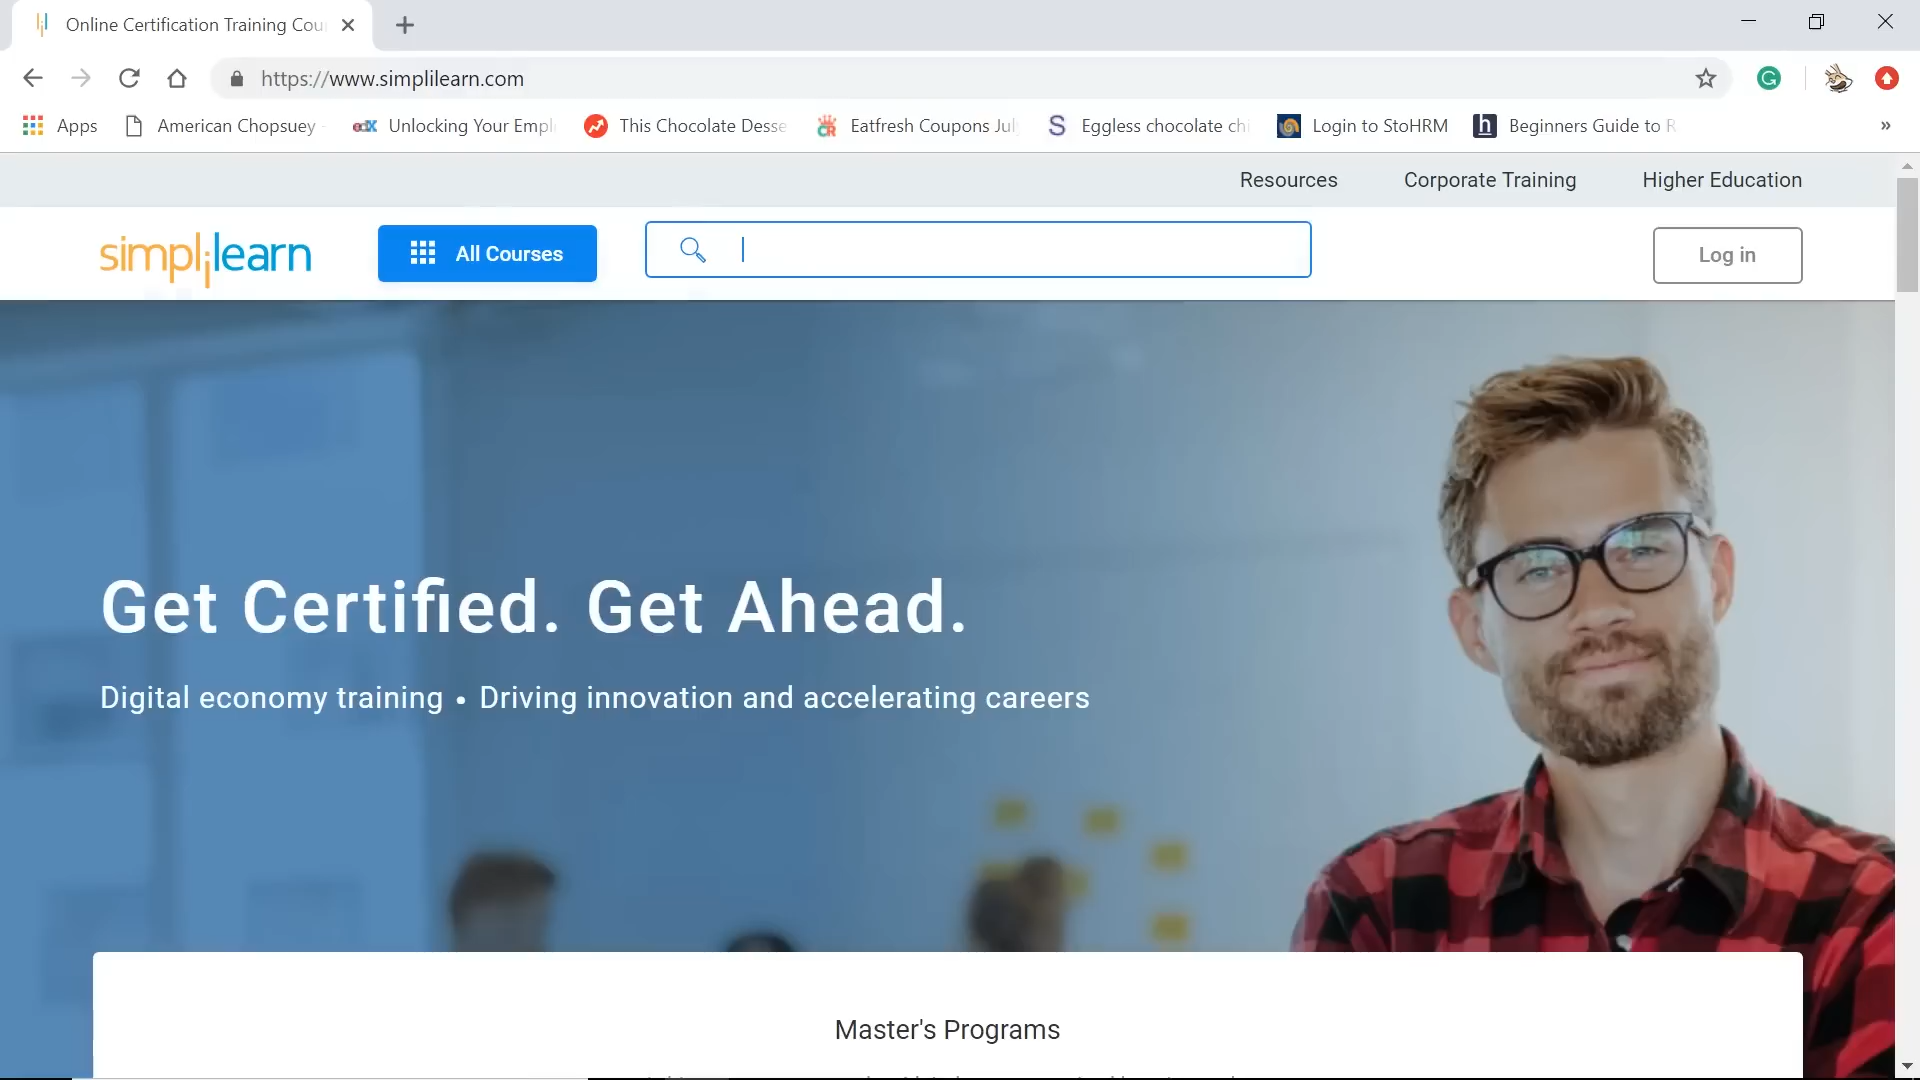 Online Certification Training Cou
https://www.simplilearn.com
Apps
American Chopsuey -
Unlocking Your Empl
This Chocolate Desse
Eatfresh Coupons Jul
Eggless chocolate chi
Login to StoHRM
Beginners Guide to R
»
Resources
Corporate Training
Higher Education
simplilearn
All Courses
Log in
Get Certified. Get Ahead.
Digital economy training • Driving innovation and accelerating careers
Master's Programs